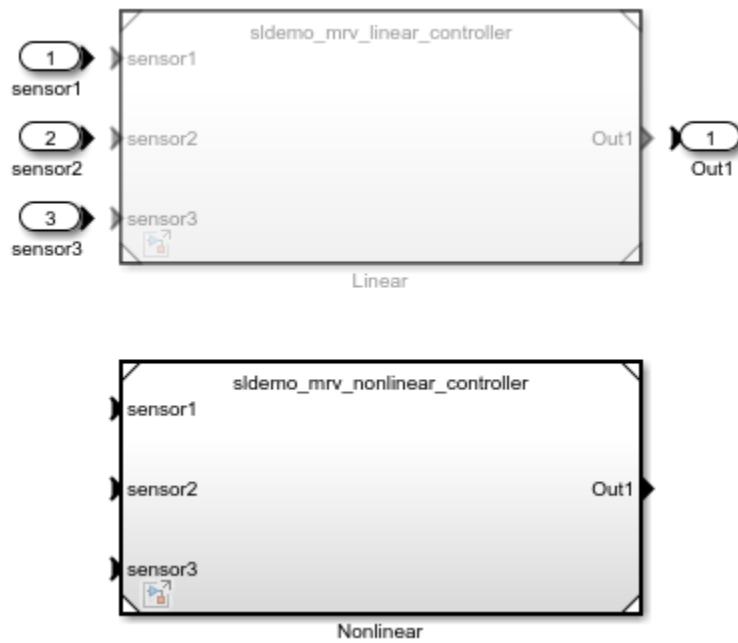 sldemo_mrv_linear_controller
1
sensor1
sensor1
2
sensor2
sensor2
Out1
1
Out1
3
sensor3
sensor3
Linear
sldemo_mrv_nonlinear_controller
sensor1
sensor2
Out1
sensor3
Nonlinear